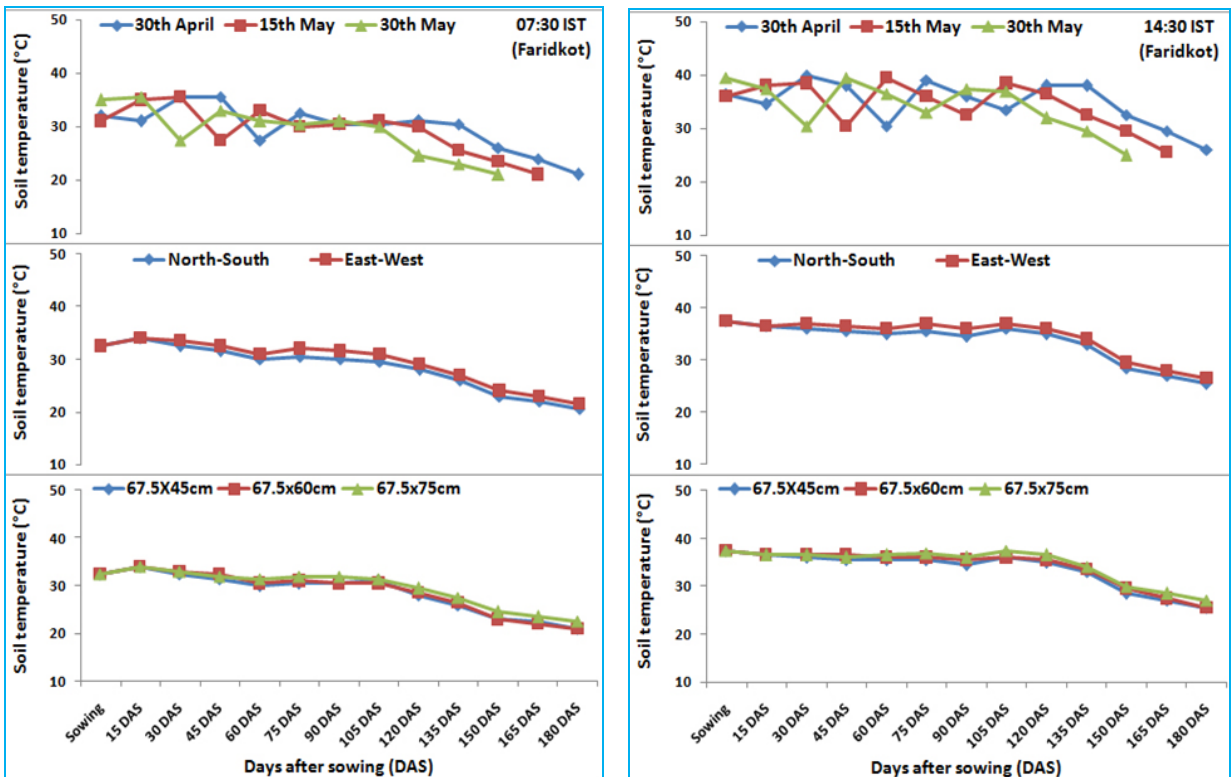 30th April 15th May 30th May 07:30 IST
(Faridkot)
Soil temperature (°C)
50
40
30
20
10
North-South East-West
Soil temperature (°C)
50
40
30
20
10
67.5X45cm 67.5x60cm 67.5x75cm
Soil temperature (°C)
50
40
30
20
10
Sowing 15 DAS 30 DAS 45 DAS 60 DAS 75 DAS 90 DAS 105 DAS 120 DAS 135 DAS 150 DAS 165 DAS 180 DAS
Days after sowing (DAS)
30th April 15th May 30th May 14:30 IST
(Faridkot)
Soil temperature (°C)
50
40
30
20
10
North-South East-West
Soil temperature (°C)
50
40
30
20
10
67.5X45cm 67.5x60cm 67.5x75cm
Soil temperature (°C)
50
40
30
20
10
Sowing 15 DAS 30 DAS 45 DAS 60 DAS 75 DAS 90 DAS 105 DAS 120 DAS 135 DAS 150 DAS 165 DAS 180 DAS
Days after sowing (DAS)